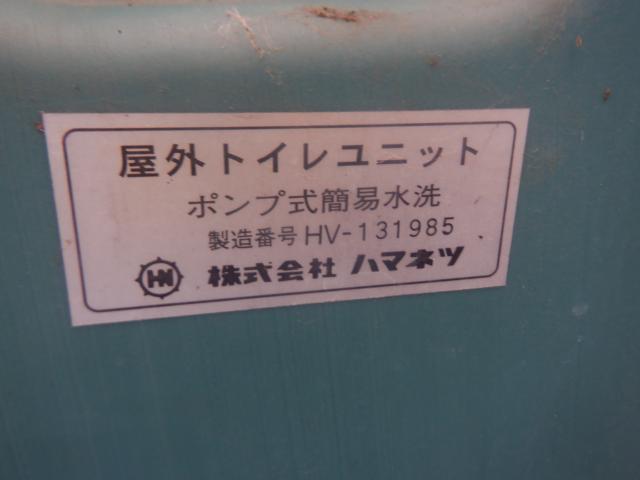 屋外トイレユニット
ポンプ式簡易水洗
製造番号 HV-131985
HN 株式会社 ハマネツ